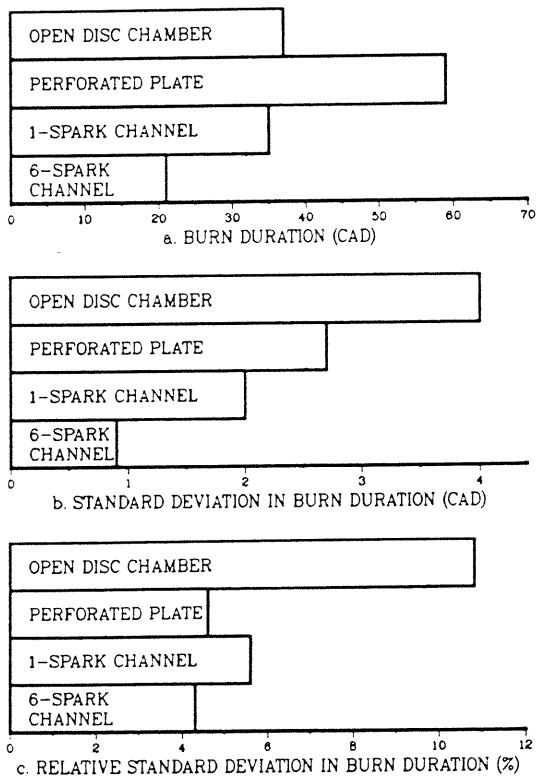 OPEN DISC CHAMBER
PERFORATED PLATE
1-SPARK CHANNEL
6-SPARK
CHANNEL
0 10 20 30 40 50 60 70
a. BURN DURATION (CAD)
OPEN DISC CHAMBER
PERFORATED PLATE
1-SPARK CHANNEL
6-SPARK
CHANNEL
0 1 2 3 4
b. STANDARD DEVIATION IN BURN DURATION (CAD)
OPEN DISC CHAMBER
PERFORATED PLATE
1-SPARK CHANNEL
6-SPARK
CHANNEL
0 2 4 6 8 10 12
c. RELATIVE STANDARD DEVIATION IN BURN DURATION (%)